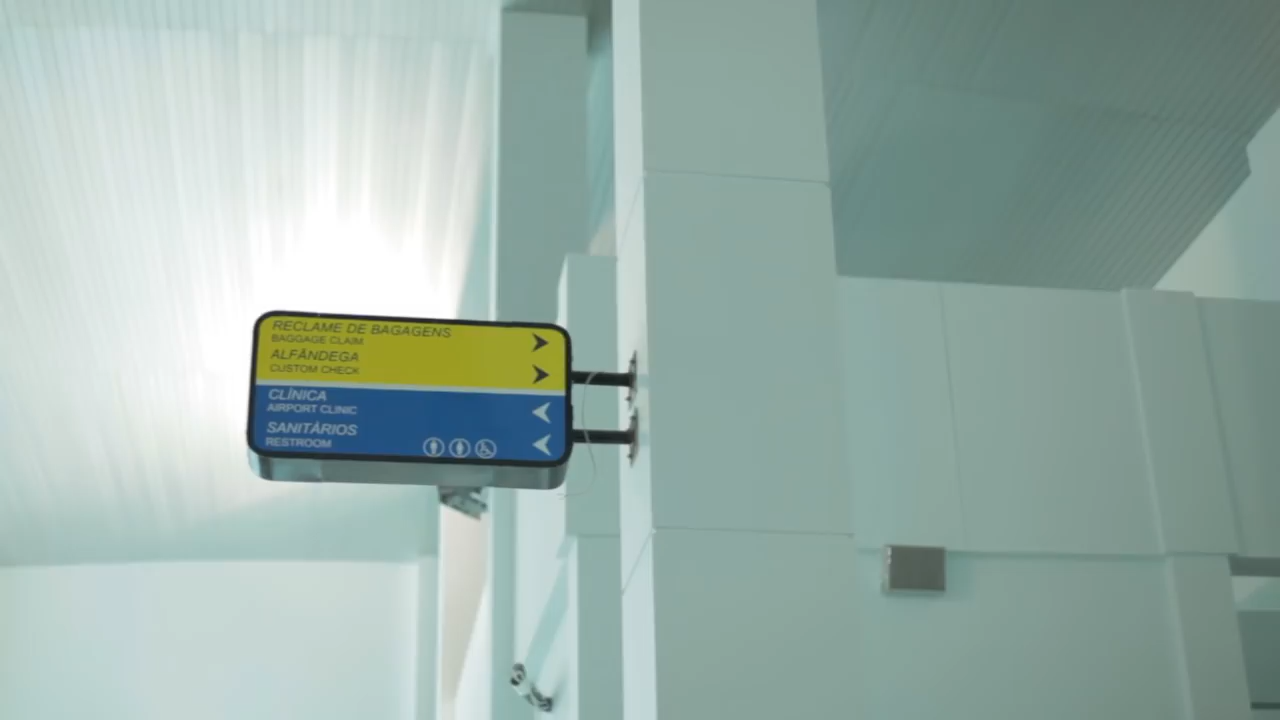 RECLAME DE BAGAGENS
BAGGAGE CLAIM
ALFÂNDEGA
CUSTOM CHECK
CLÍNICA
AIRPORT CLINIC
SANITÁRIOS
RESTROOM